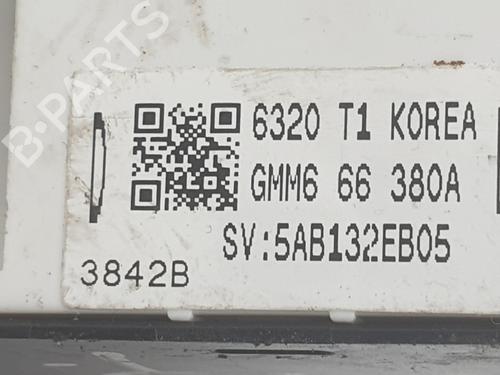 B-PARTS
6320 T1 KOREA
GMM6 66 380A
SV:5AB132EB05
3842B